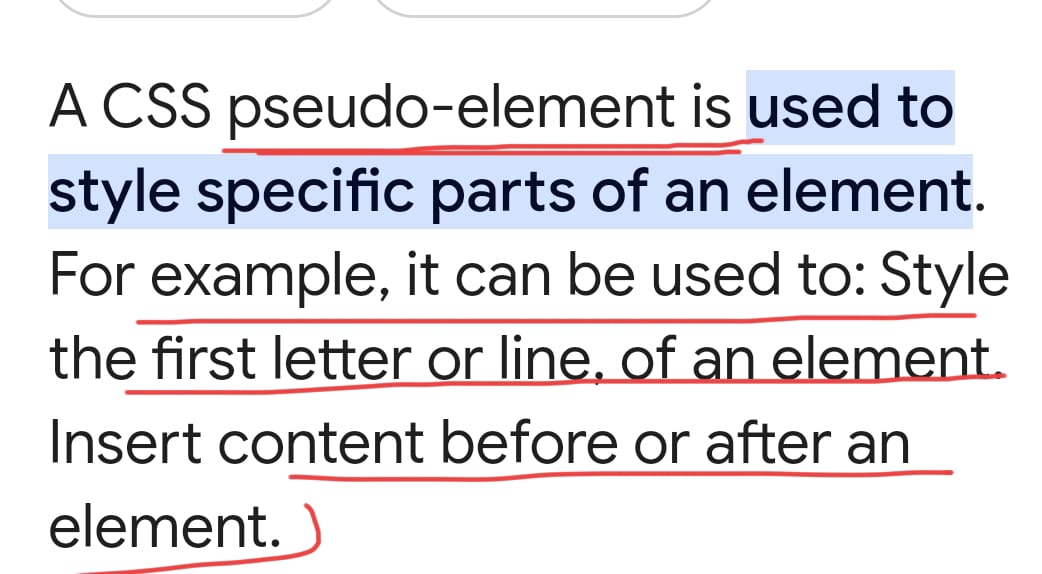 A CSS pseudo-element is used to
style specific parts of an element.
For example, it can be used to: Style
the first letter or line, of an element.
Insert content before or after an
element.